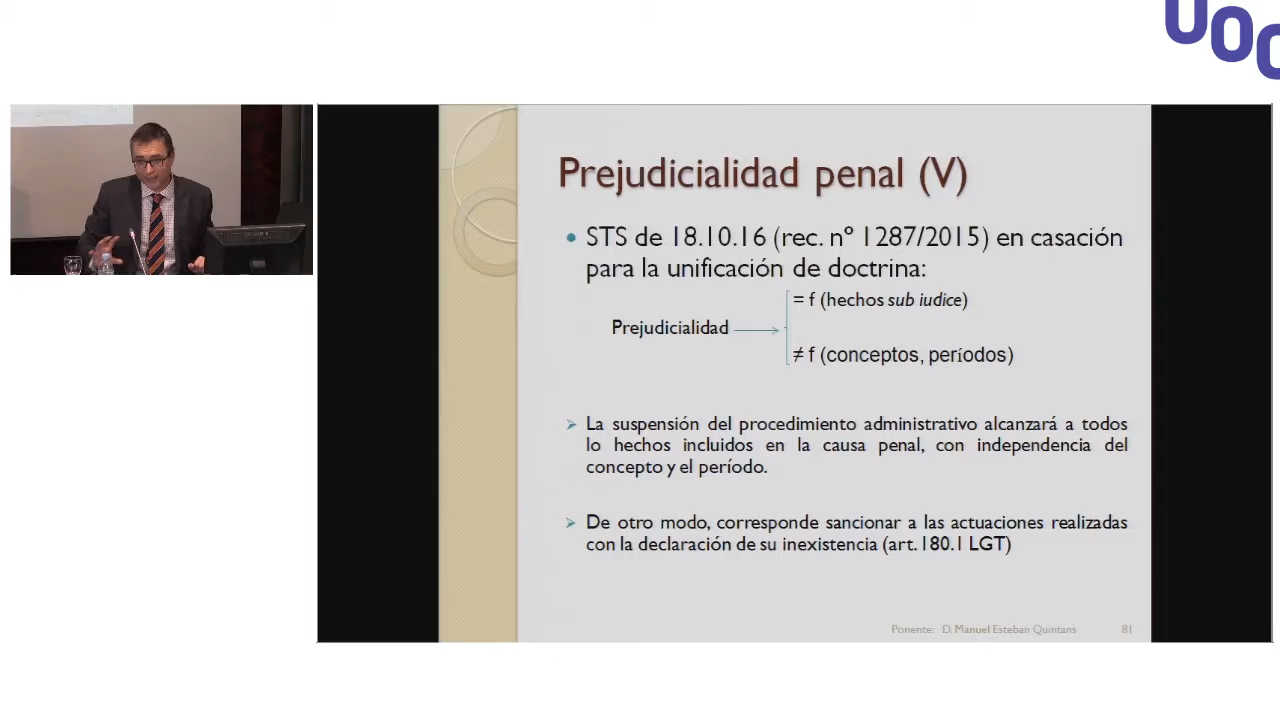 UOC
Prejudicialidad penal (V)
STS de 18.10.16 (rec. nº 1287/2015) en casación
para la unificación de doctrina:
= f (hechos sub iudice)
Prejudicialidad
≠ f (conceptos, períodos)
La suspensión del procedimiento administrativo alcanzará a todos
lo hechos incluidos en la causa penal, con independencia del
concepto y el período.
De otro modo, corresponde sancionar a las actuaciones realizadas
con la declaración de su inexistencia (art. 180.1 LGT)
Ponente: D. Manuel Esteban Quintans 81